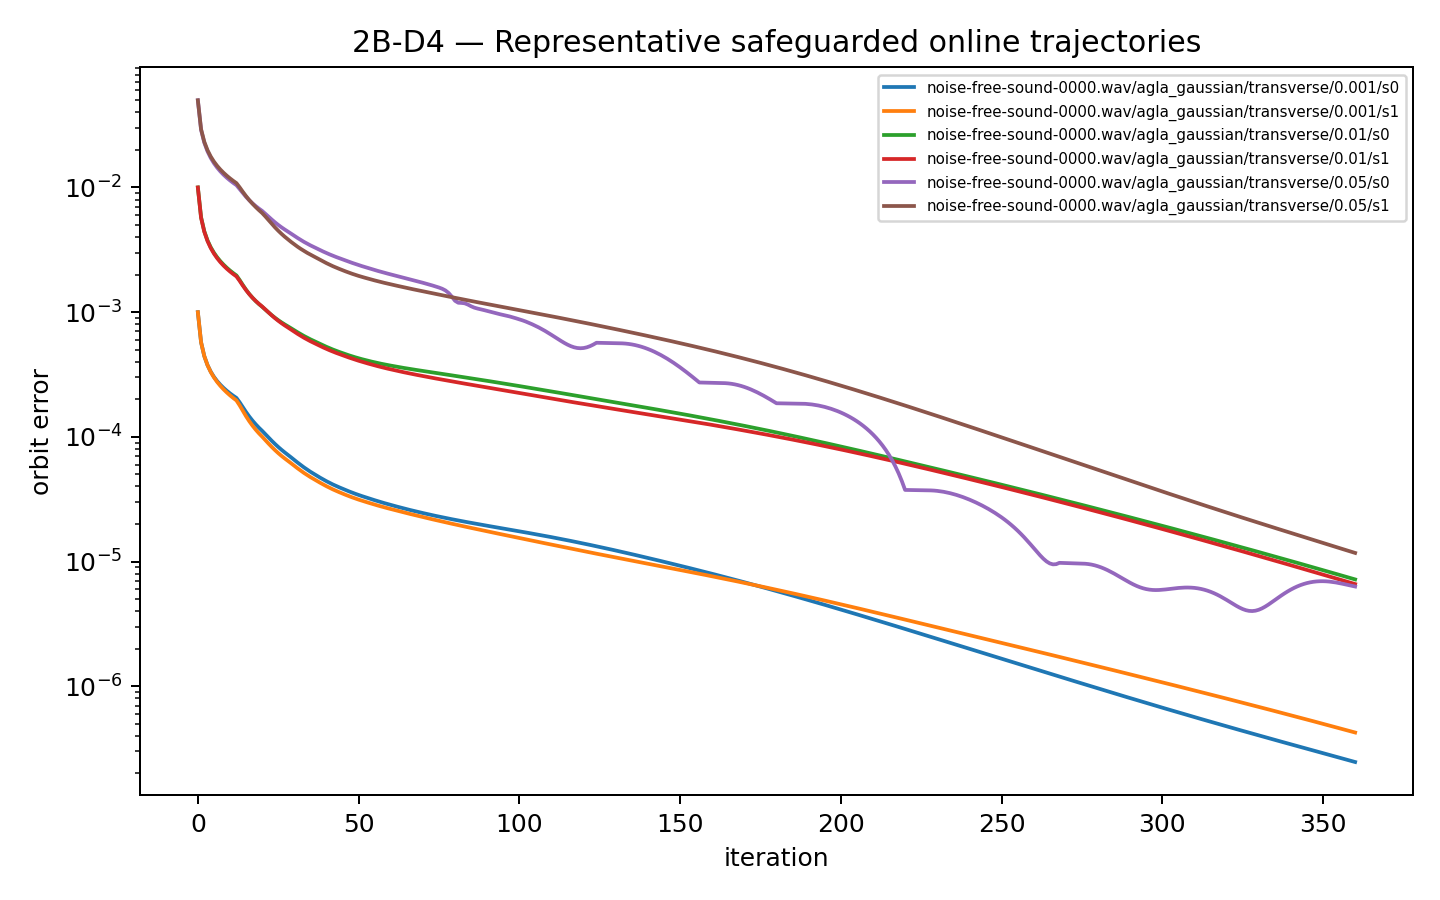 2B-D4 — Representative safeguarded online trajectories
noise-free-sound-0000.wav/agla_gaussian/transverse/0.001/s0
noise-free-sound-0000.wav/agla_gaussian/transverse/0.001/s1
noise-free-sound-0000.wav/agla_gaussian/transverse/0.01/s0
noise-free-sound-0000.wav/agla_gaussian/transverse/0.01/s1
noise-free-sound-0000.wav/agla_gaussian/transverse/0.05/s0
noise-free-sound-0000.wav/agla_gaussian/transverse/0.05/s1
orbit error
10⁻²
10⁻³
10⁻⁴
10⁻⁵
10⁻⁶
0 50 100 150 200 250 300 350
iteration